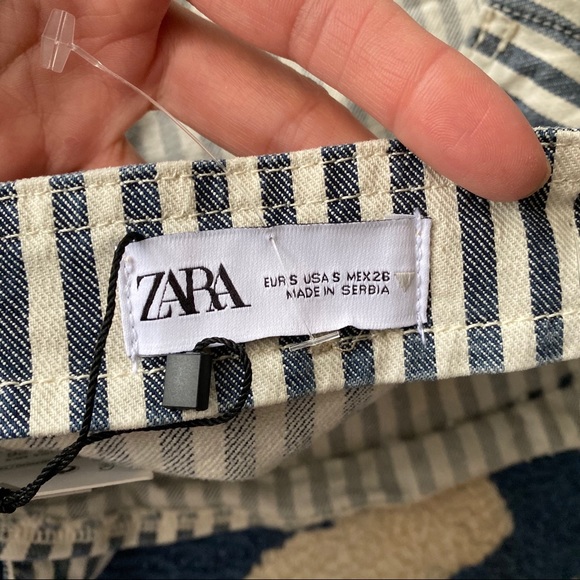 ZARA
EUR S USA S MEX 26
MADE IN SERBIA